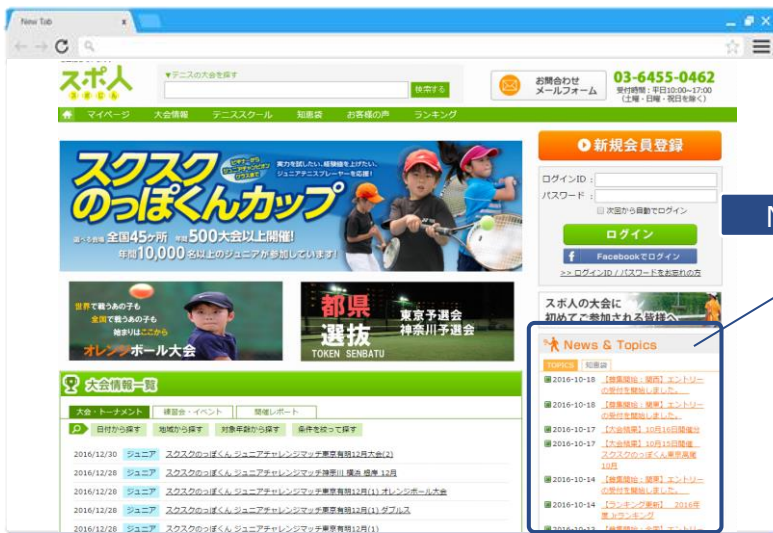 New Tab
スポ人
スポじん
▼テニスの大会を探す
検索する
お問合わせ
メールフォーム
03-6455-0462
受付時間：平日10:00~17:00
(土曜・日曜・祝日を除く)
マイページ 大会情報 テニススクール 知恵袋 お客様の声 ランキング
スクスク
のっぽくんカップ
実力を試したい、経験値を上げたい、
ジュニアテニスプレーヤーを応援!
選べる会場 全国45ヶ所 年間500大会以上開催!
年間10,000名以上のジュニアが参加しています!
新規会員登録
ログインID：
パスワード：
次回から自動でログイン
ログイン
f Facebookでログイン
>> ログインID / パスワードをお忘れの方
世界で戦うあの子も
全国で戦うあの子も
始まりはここから
オレンジボール大会
都県
選抜
TOKEN SENBATU
東京予選会
神奈川予選会
スポ人の大会に
初めてご参加される皆様へ
N
News & Topics
TOPICS 知恵袋
2016-10-18 【募集開始：関西】エントリー
の受付を開始しました。
2016-10-18 【募集開始：関東】エントリー
の受付を開始しました。
2016-10-17 【大会結果】10月16日開催分
2016-10-17 【大会結果】10月15日開催
スクスクのっぽくん東京高尾
10月
2016-10-14 【募集開始：関東】エントリー
の受付を開始しました。
2016-10-14 【ランキング更新】 2016年
度 Jrランキング
大会情報一覧
大会・トーナメント 練習会・イベント 開催レポート
日付から探す 地域から探す 対象年齢から探す 条件を絞って探す
2016/12/30 ジュニア スクスクのっぽくん ジュニアチャレンジマッチ東京有明12月大会(2)
2016/12/28 ジュニア スクスクのっぽくん ジュニアチャレンジマッチ神奈川 横浜 根岸 12月
2016/12/28 ジュニア スクスクのっぽくん ジュニアチャレンジマッチ東京有明12月(1) オレンジボール大会
2016/12/28 ジュニア スクスクのっぽくん ジュニアチャレンジマッチ東京有明12月(1) ダブルス
2016/12/28 ジュニア スクスクのっぽくん ジュニアチャレンジマッチ東京有明12月(1)